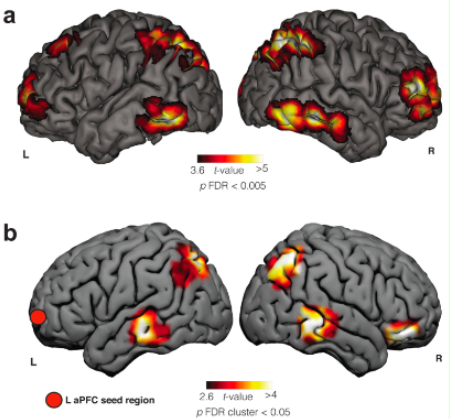 a
L
R
3.6 t-value >5
p FDR < 0.005
b
L
R
L aPFC seed region
2.6 t-value >4
p FDR cluster < 0.05